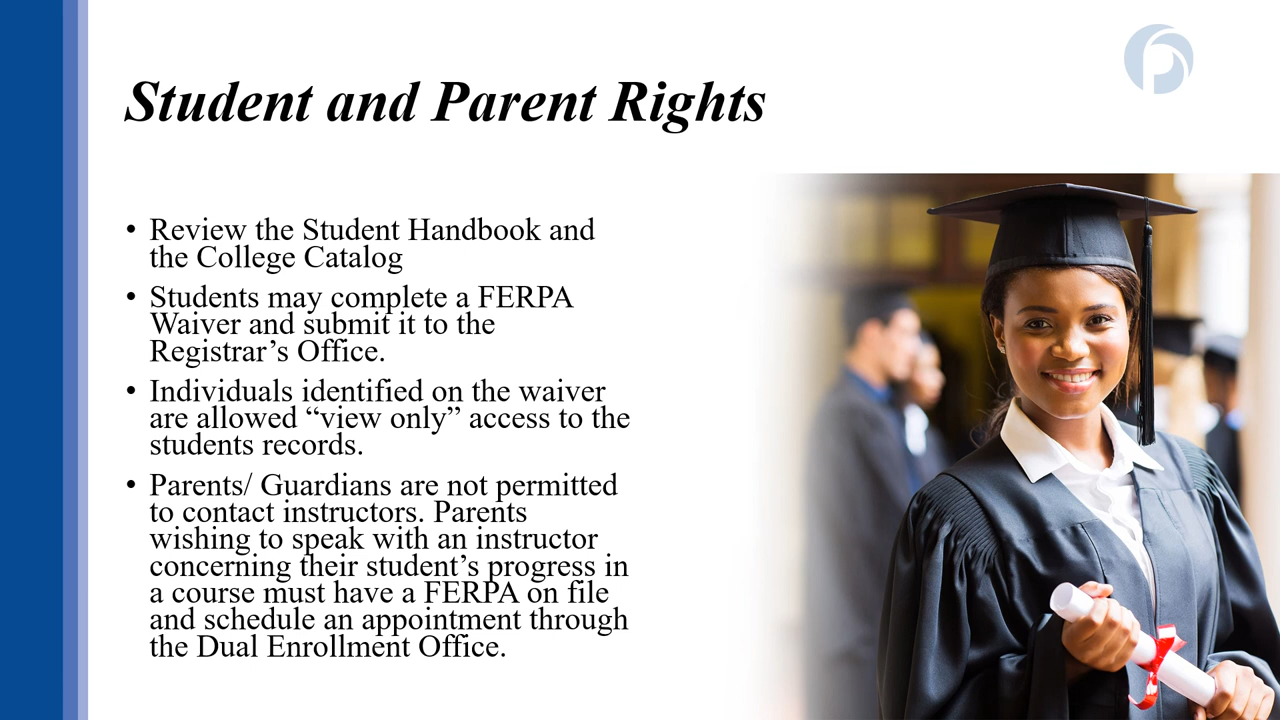 Student and Parent Rights
• Review the Student Handbook and
the College Catalog
• Students may complete a FERPA
Waiver and submit it to the
Registrar’s Office.
• Individuals identified on the waiver
are allowed “view only” access to the
students records.
• Parents/ Guardians are not permitted
to contact instructors. Parents
wishing to speak with an instructor
concerning their student’s progress in
a course must have a FERPA on file
and schedule an appointment through
the Dual Enrollment Office.